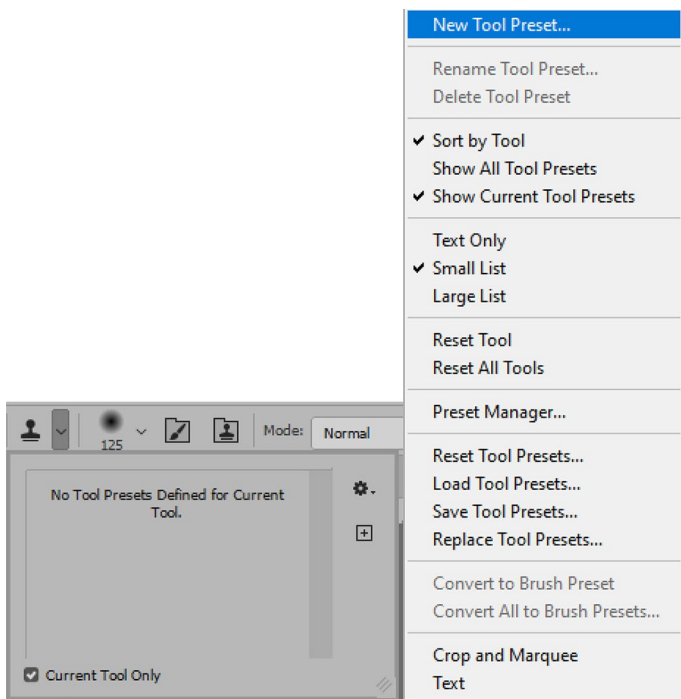 New Tool Preset...
Rename Tool Preset...
Delete Tool Preset
Sort by Tool
Show All Tool Presets
Show Current Tool Presets
Text Only
Small List
Large List
Reset Tool
Reset All Tools
Preset Manager...
Reset Tool Presets...
Load Tool Presets...
Save Tool Presets...
Replace Tool Presets...
Convert to Brush Preset
Convert All to Brush Presets...
Crop and Marquee
Text
125
Mode: Normal
No Tool Presets Defined for Current
Tool.
Current Tool Only